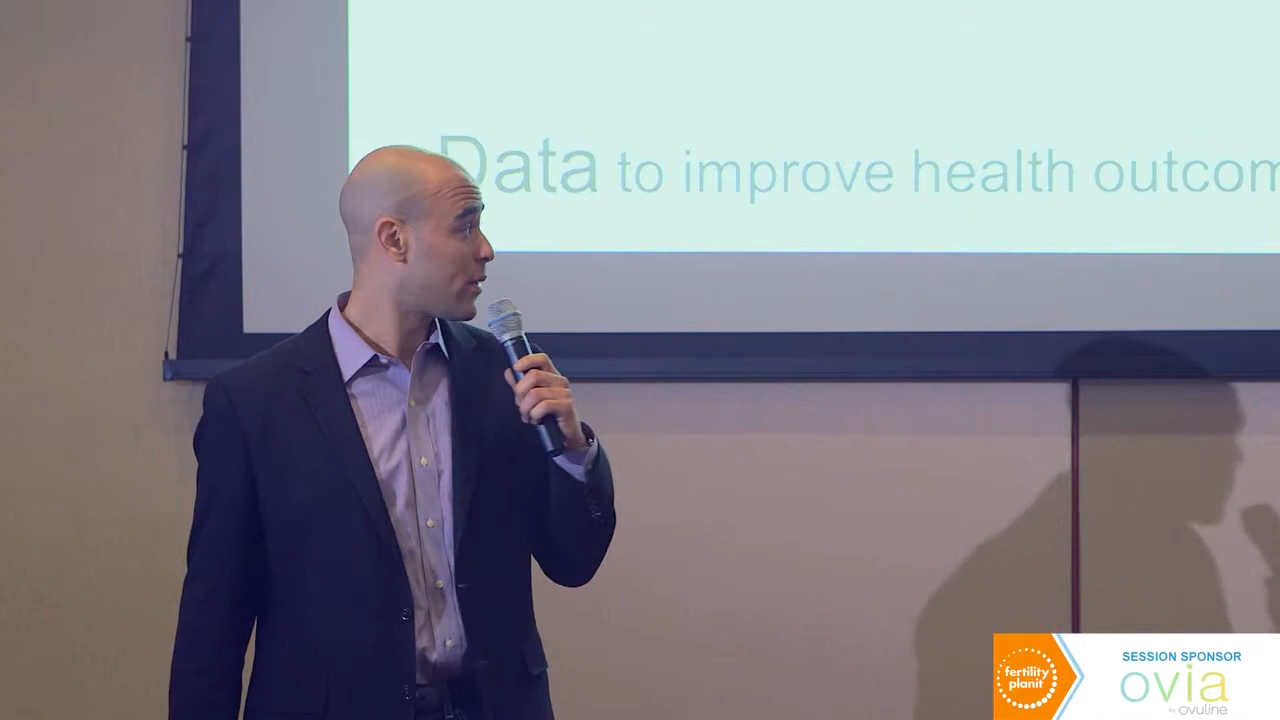 Data to improve health outcom
SESSION SPONSOR
fertility
planit
ovia
by ovuline